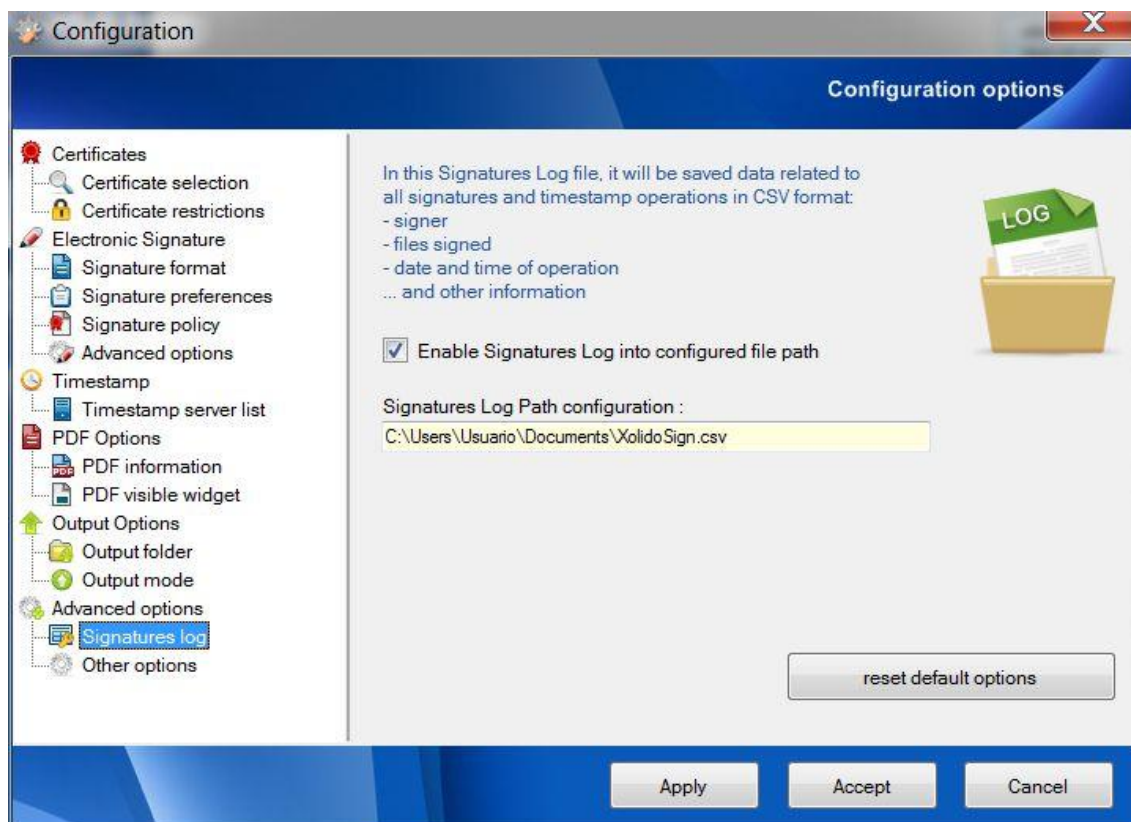 Configuration
X
Configuration options
Certificates
Certificate selection
Certificate restrictions
Electronic Signature
Signature format
Signature preferences
Signature policy
Advanced options
Timestamp
Timestamp server list
PDF Options
PDF information
PDF visible widget
Output Options
Output folder
Output mode
Advanced options
Signatures log
Other options
In this Signatures Log file, it will be saved data related to
all signatures and timestamp operations in CSV format:
- signer
- files signed
- date and time of operation
... and other information
LOG
Enable Signatures Log into configured file path
Signatures Log Path configuration :
C:\Users\Usuario\Documents\XolidoSign.csv
reset default options
Apply
Accept
Cancel